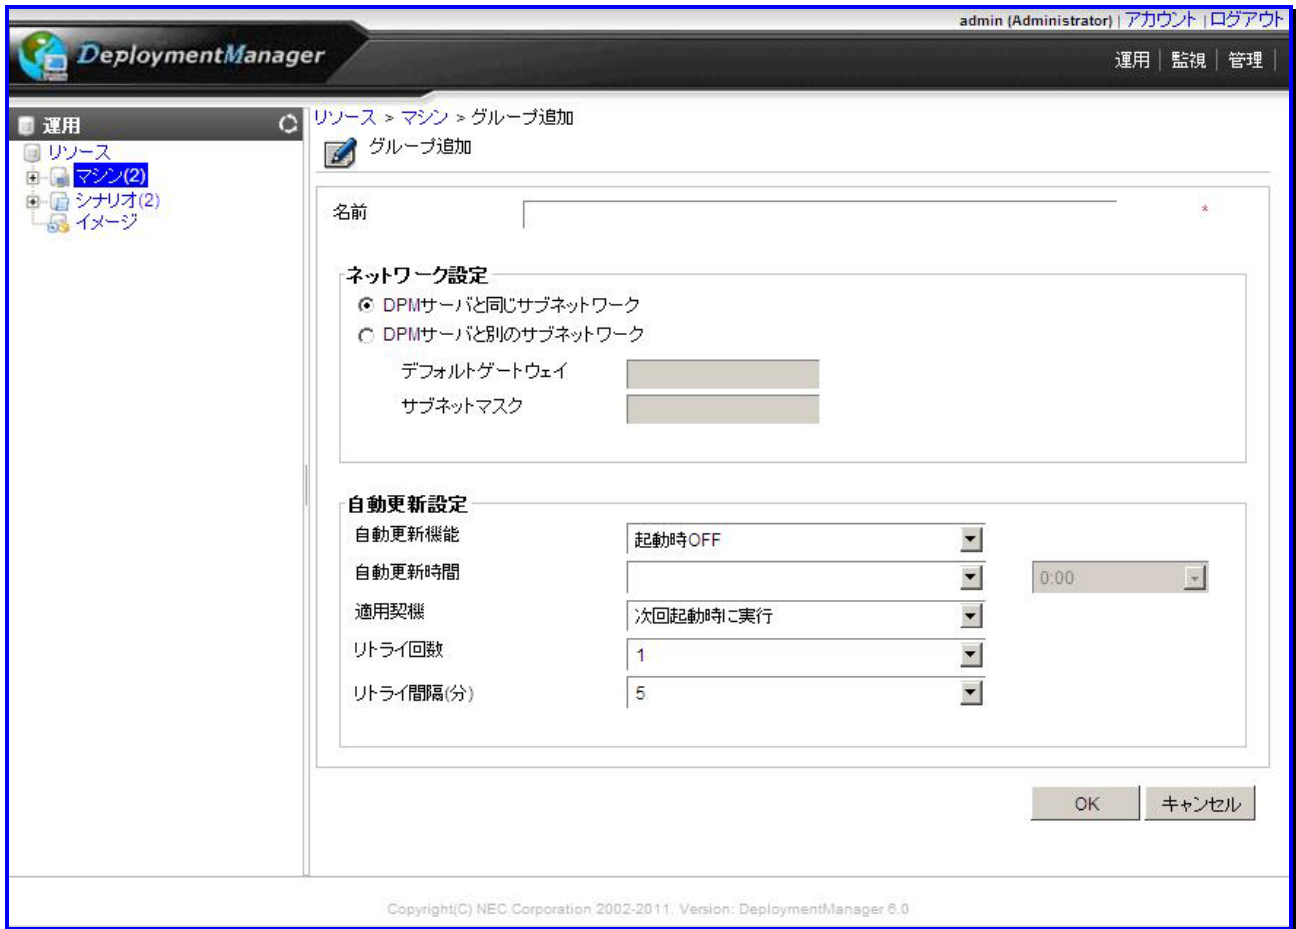 admin (Administrator) | アカウント | ログアウト
DeploymentManager
運用 | 監視 | 管理 |
運用
リソース
マシン(2)
シナリオ(2)
イメージ
リソース > マシン > グループ追加
グループ追加
名前 *
ネットワーク設定
DPMサーバと同じサブネットワーク
DPMサーバと別のサブネットワーク
デフォルトゲートウェイ
サブネットマスク
自動更新設定
自動更新機能 起動時OFF
自動更新時間 0:00
適用契機 次回起動時に実行
リトライ回数 1
リトライ間隔(分) 5
OK キャンセル
Copyright(C) NEC Corporation 2002-2011. Version: DeploymentManager 6.0